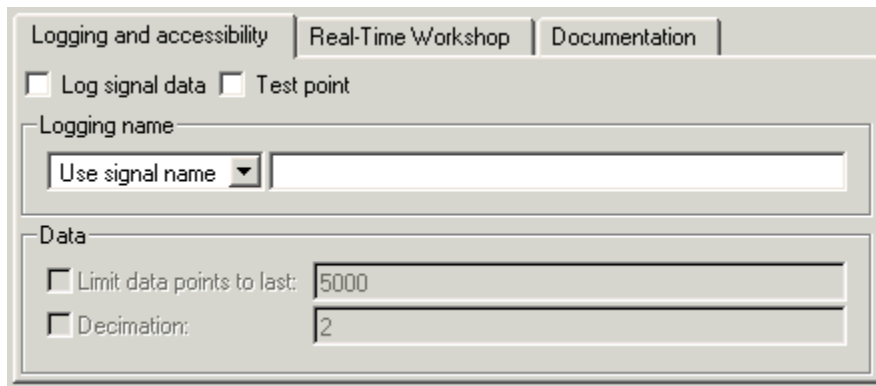 Logging and accessibility Real-Time Workshop Documentation
Log signal data Test point
Logging name
Use signal name
Data
Limit data points to last: 5000
Decimation: 2